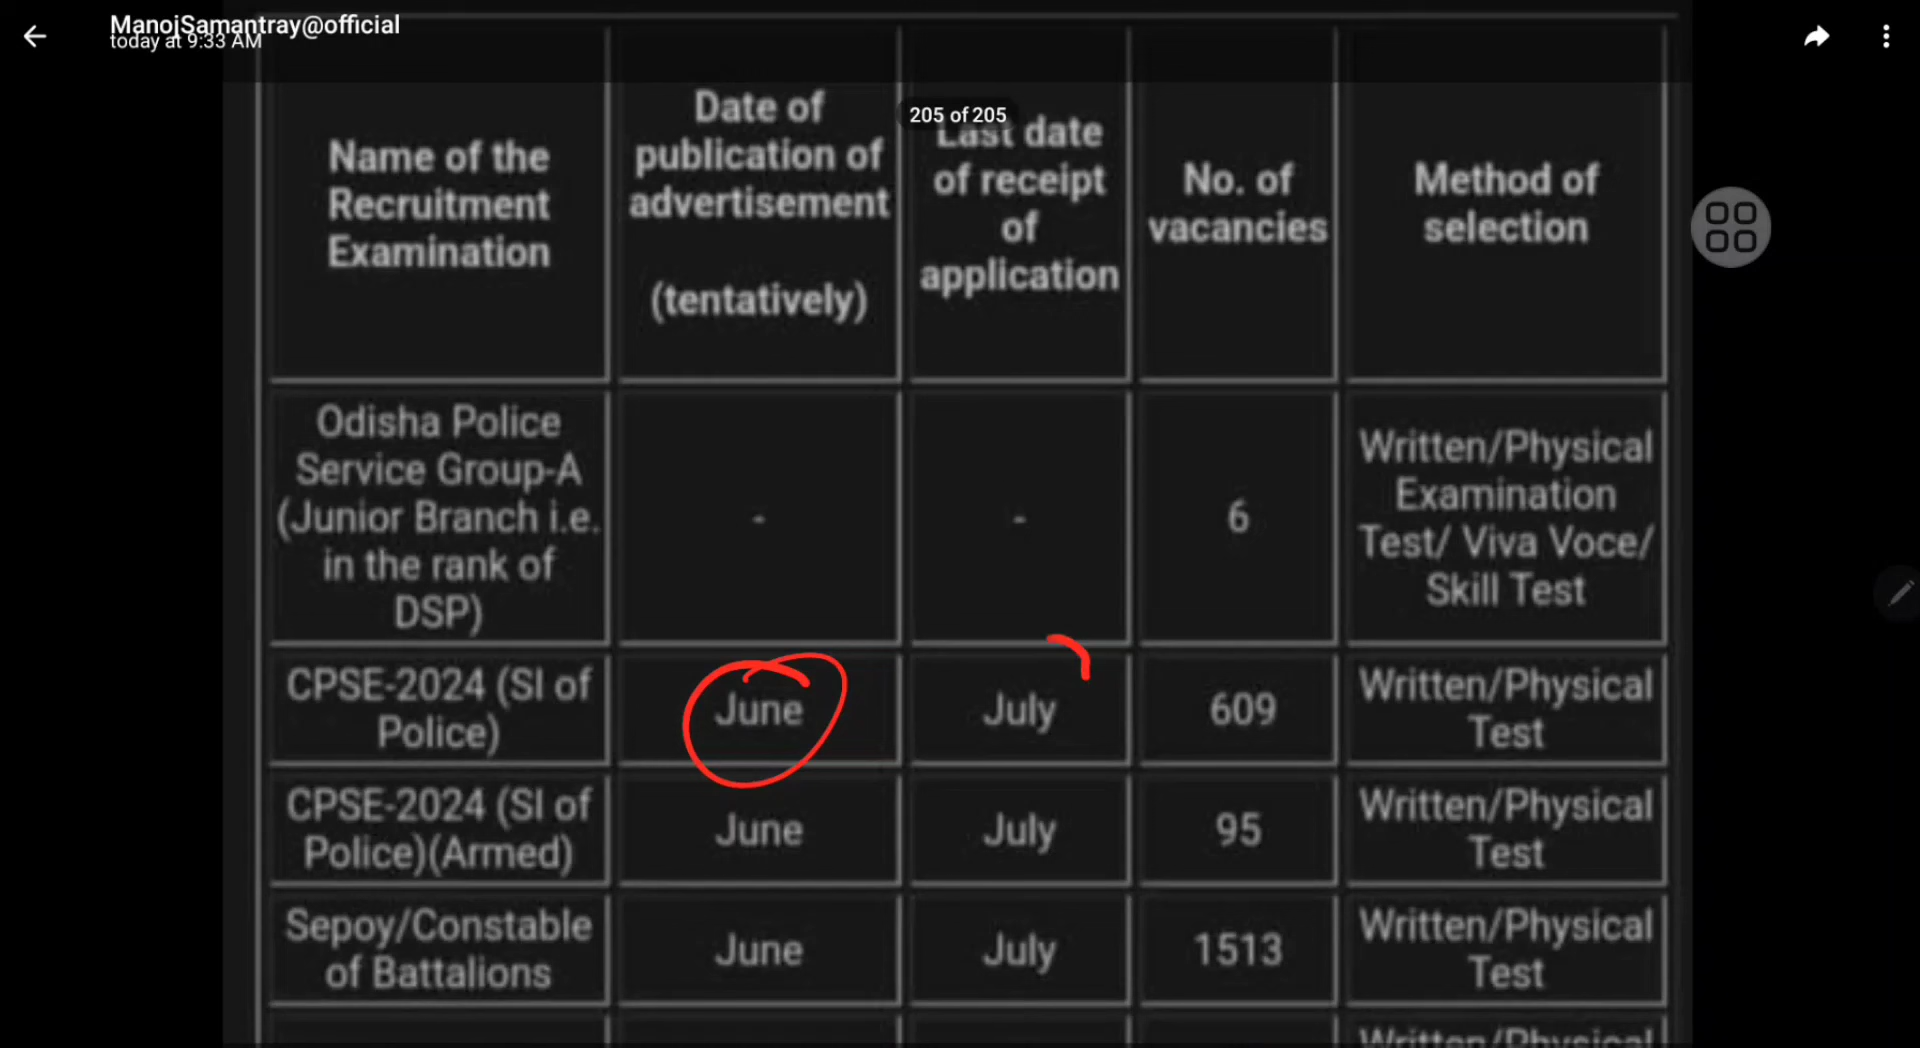 ManojSamantray@official
today at 9:33 AM
205 of 205
Name of the
Recruitment
Examination
Date of
publication of
advertisement
(tentatively)
Last date
of receipt
of
application
No. of
vacancies
Method of
selection
Odisha Police
Service Group-A
(Junior Branch i.e.
in the rank of
DSP)
-
-
6
Written/Physical
Examination
Test/ Viva Voce/
Skill Test
CPSE-2024 (SI of
Police)
June
July
609
Written/Physical
Test
CPSE-2024 (SI of
Police)(Armed)
June
July
95
Written/Physical
Test
Sepoy/Constable
of Battalions
June
July
1513
Written/Physical
Test
Written/Physical